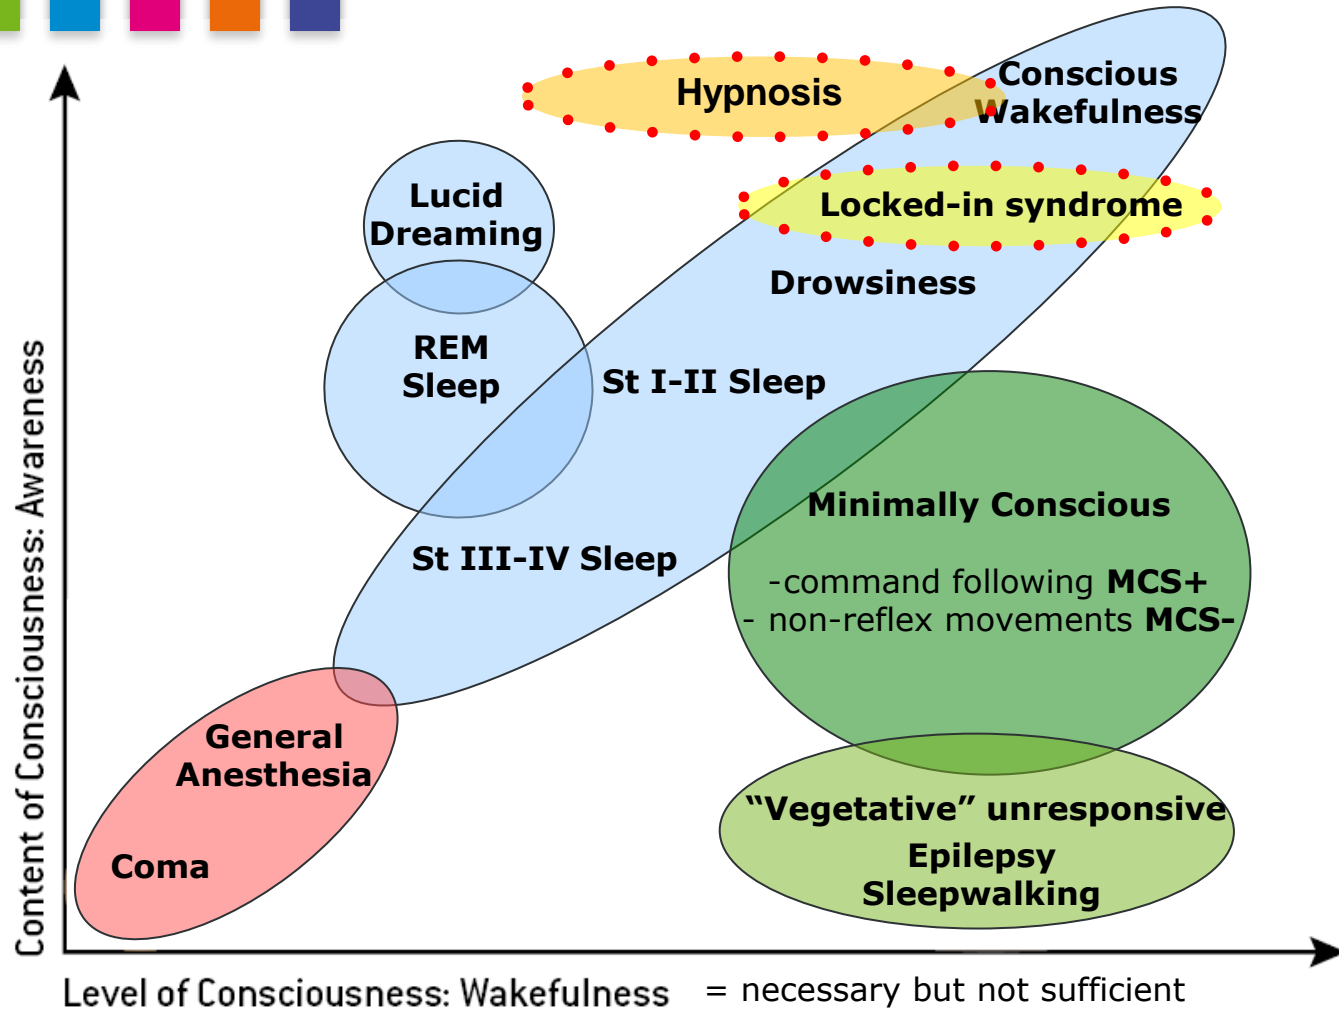 Hypnosis
Conscious
Wakefulness
Lucid
Dreaming
Locked-in syndrome
Drowsiness
REM
Sleep
St I-II Sleep
Minimally Conscious
-command following MCS+
- non-reflex movements MCS-
St III-IV Sleep
General
Anesthesia
Coma
“Vegetative” unresponsive
Epilepsy
Sleepwalking
Content of Consciousness: Awareness
Level of Consciousness: Wakefulness = necessary but not sufficient